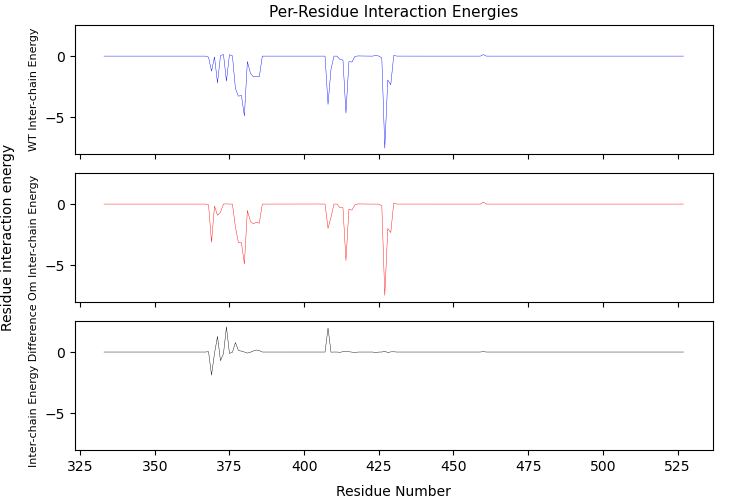 Per-Residue Interaction Energies
Residue interaction energy
WT Inter-chain Energy
0
−5
Om Inter-chain Energy
0
−5
Inter-chain Energy Difference
0
−5
325 350 375 400 425 450 475 500 525
Residue Number